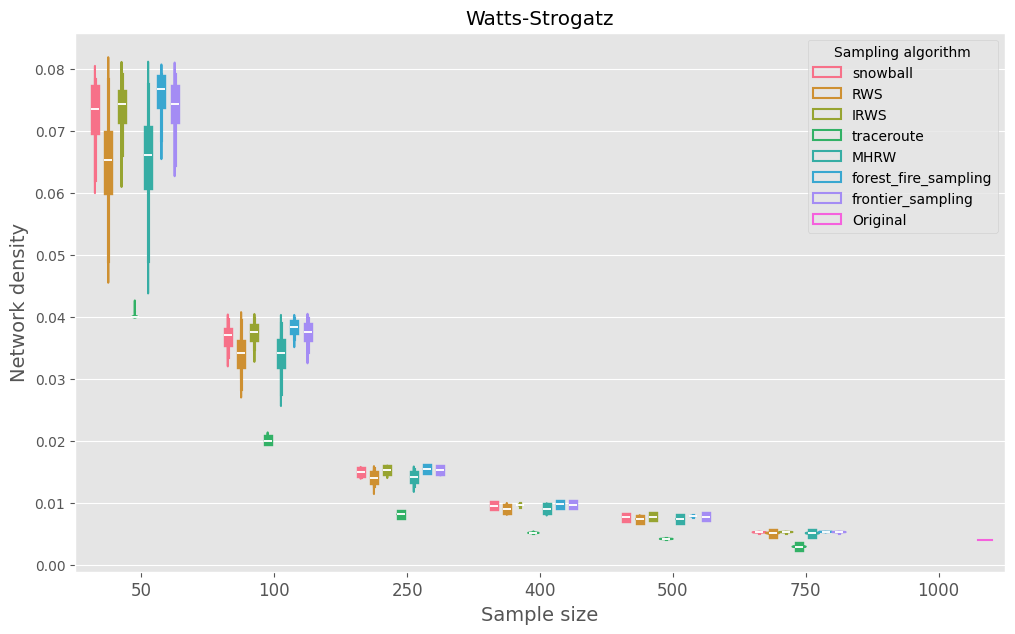 Watts-Strogatz
Network density
0.08
0.07
0.06
0.05
0.04
0.03
0.02
0.01
0.00
Sampling algorithm
snowball
RWS
IRWS
traceroute
MHRW
forest_fire_sampling
frontier_sampling
Original
50 100 250 400 500 750 1000
Sample size